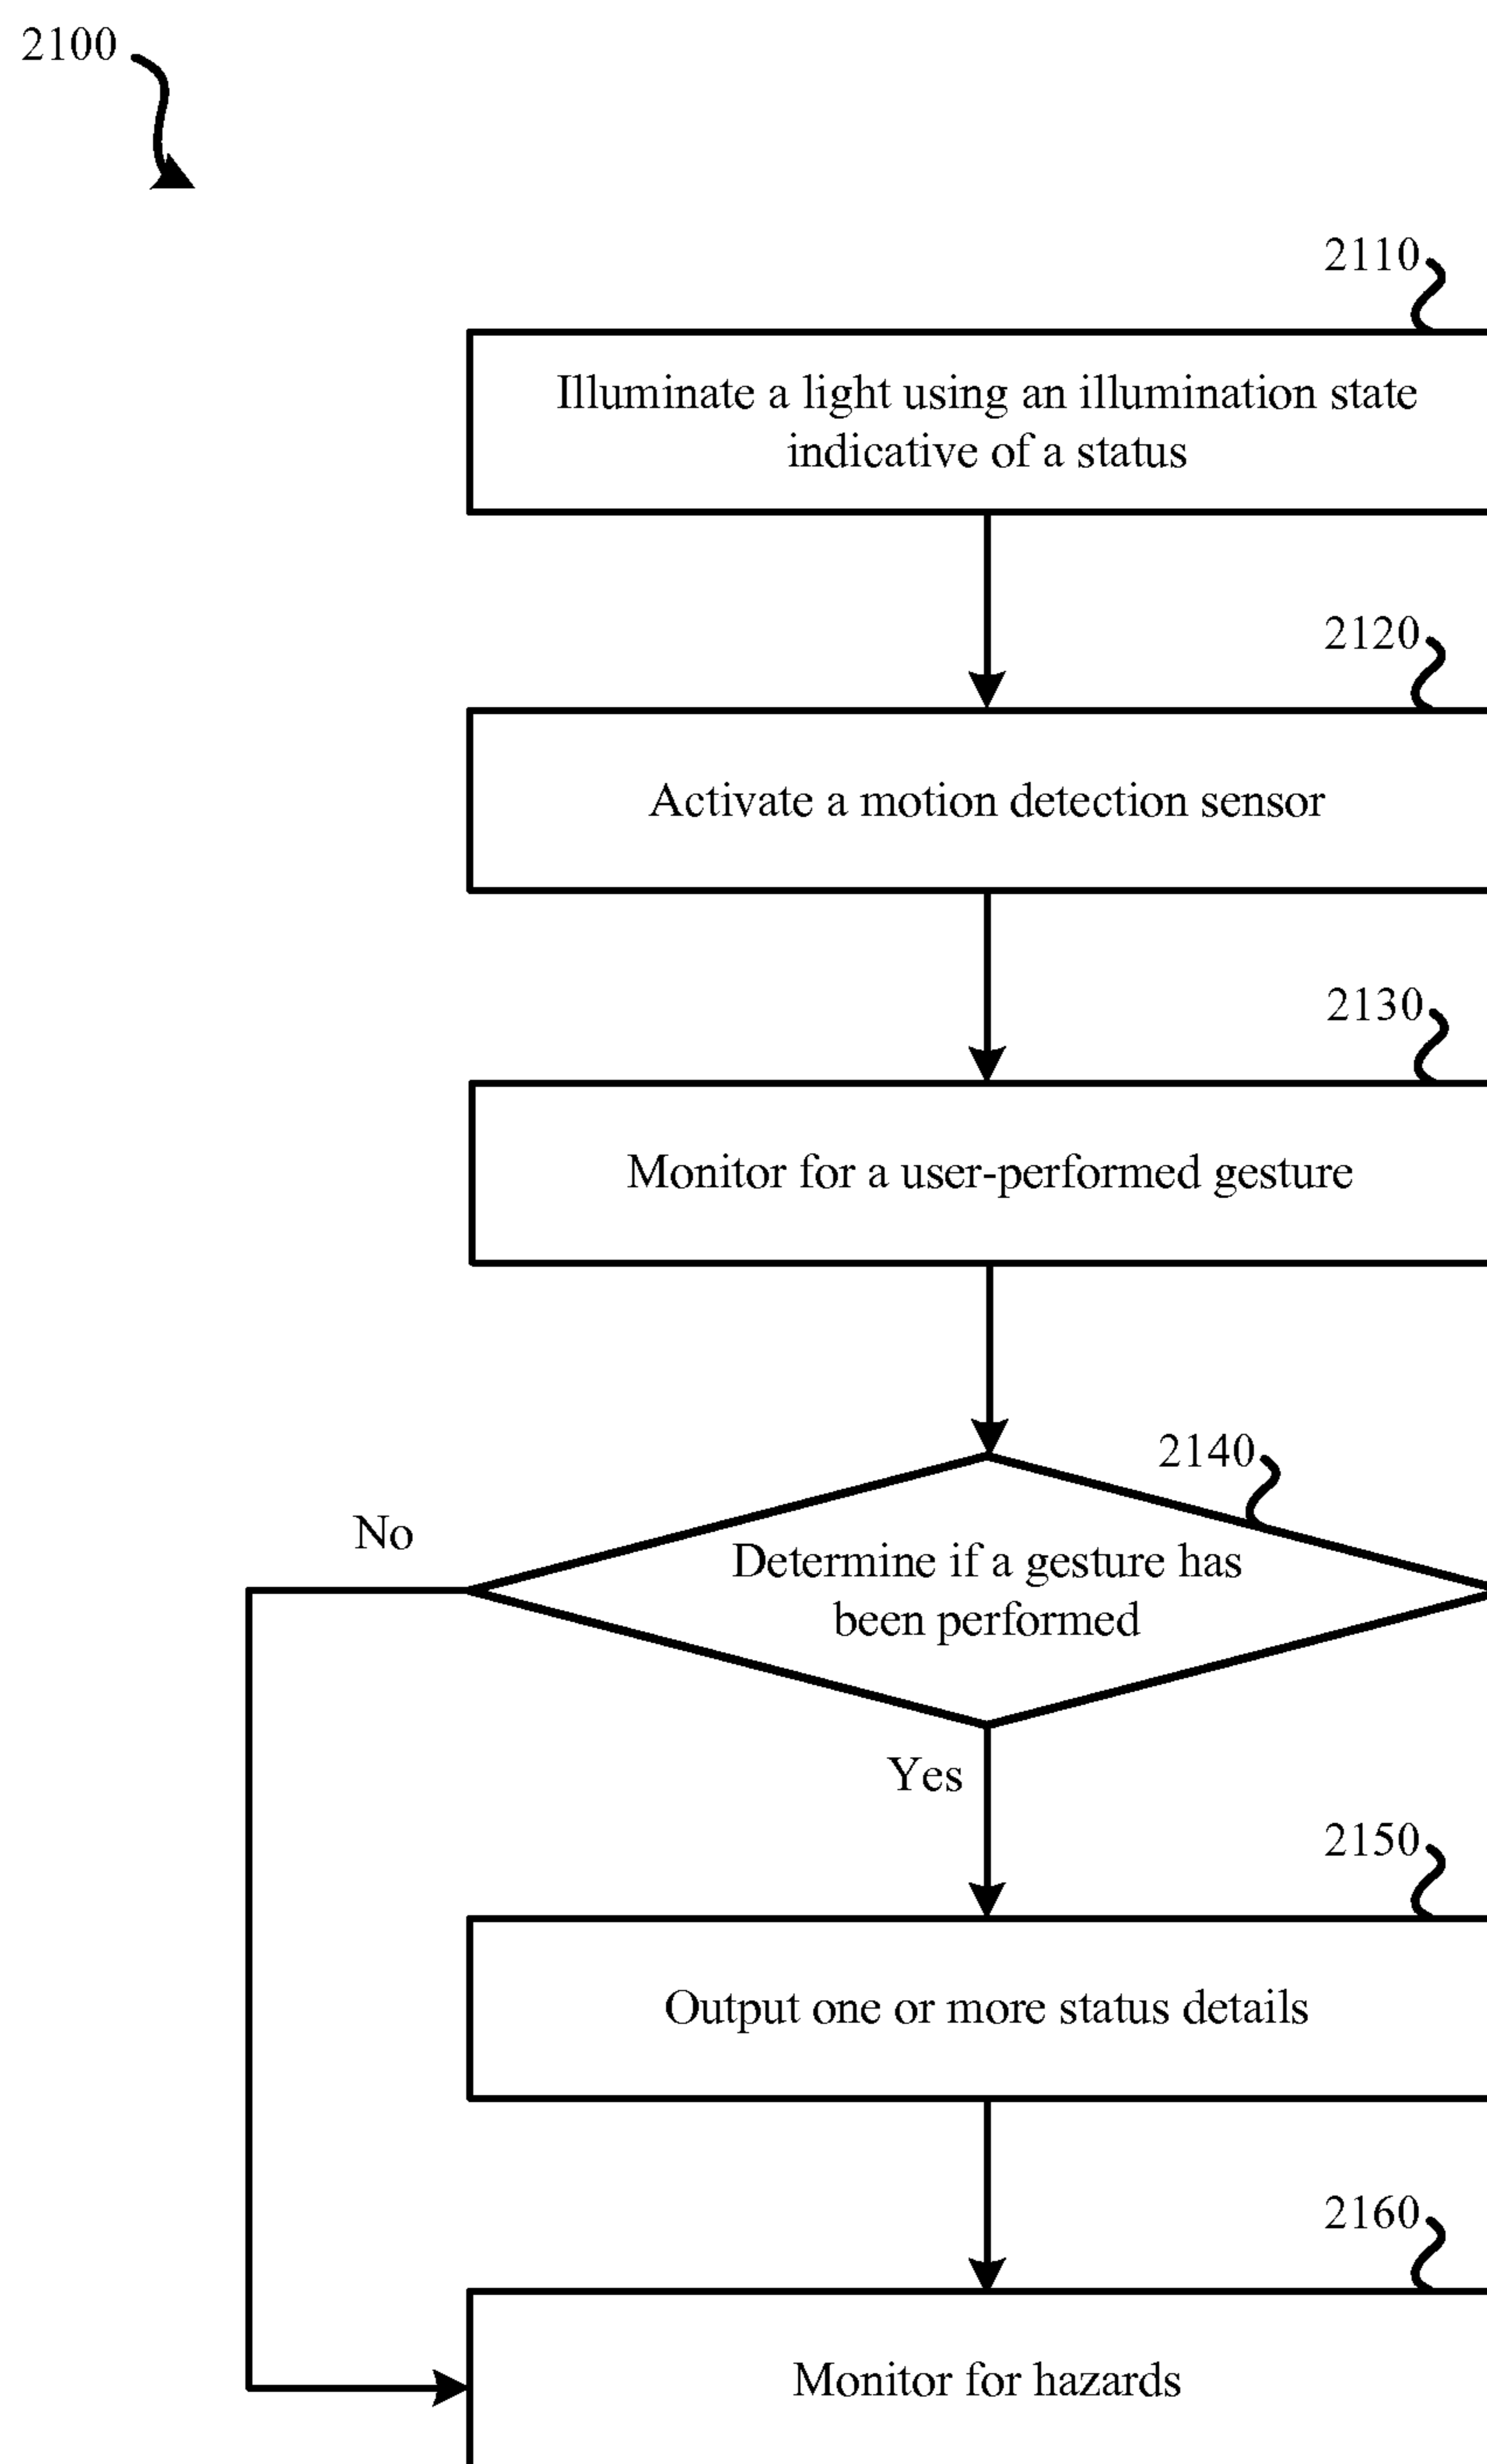 2100
2110
Illuminate a light using an illumination state
indicative of a status
2120
Activate a motion detection sensor
2130
Monitor for a user-performed gesture
2140
No
Determine if a gesture has
been performed
Yes
2150
Output one or more status details
2160
Monitor for hazards